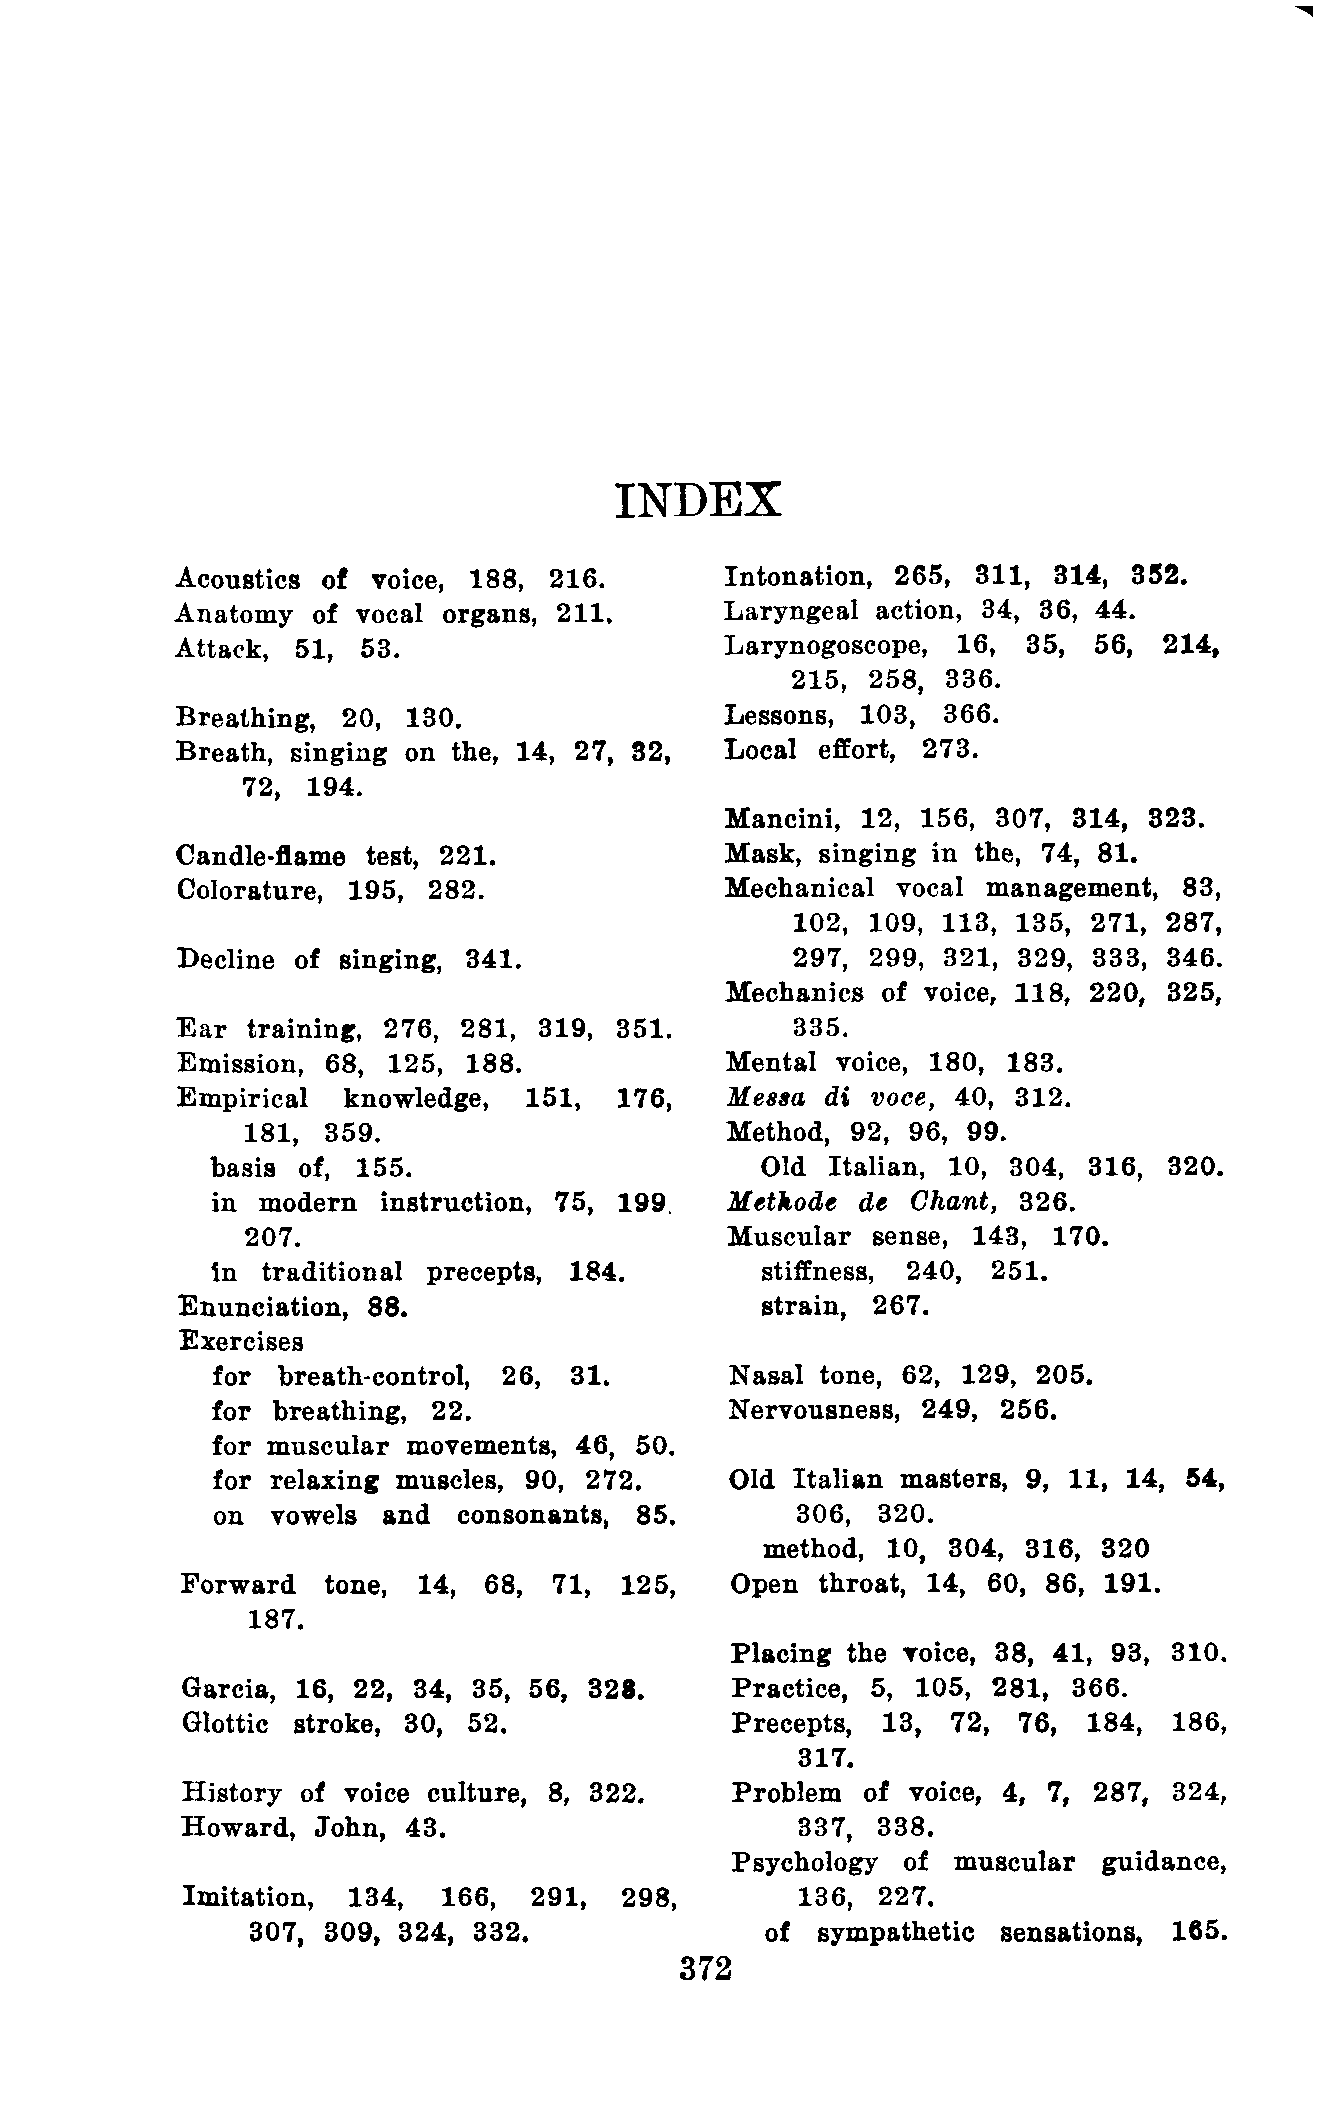 INDEX
Acoustics of voice, 188, 216.
Anatomy of vocal organs, 211.
Attack, 51, 53.
Breathing, 20, 130.
Breath, singing on the, 14, 27, 32,
72, 194.
Candle-flame test, 221.
Colorature, 195, 282.
Decline of singing, 341.
Ear training, 276, 281, 319, 351.
Emission, 68, 125, 188.
Empirical knowledge, 151, 176,
181, 359.
basis of, 155.
in modern instruction, 75, 199.
207.
in traditional precepts, 184.
Enunciation, 88.
Exercises
for breath-control, 26, 31.
for breathing, 22.
for muscular movements, 46, 50.
for relaxing muscles, 90, 272.
on vowels and consonants, 85.
Forward tone, 14, 68, 71, 125,
187.
Garcia, 16, 22, 34, 35, 56, 328.
Glottic stroke, 30, 52.
History of voice culture, 8, 322.
Howard, John, 43.
Imitation, 134, 166, 291, 298,
307, 309, 324, 332.
Intonation, 265, 311, 314, 352.
Laryngeal action, 34, 36, 44.
Larynogoscope, 16, 35, 56, 214,
215, 258, 336.
Lessons, 103, 366.
Local effort, 273.
Mancini, 12, 156, 307, 314, 323.
Mask, singing in the, 74, 81.
Mechanical vocal management, 83,
102, 109, 113, 135, 271, 287,
297, 299, 321, 329, 333, 346.
Mechanics of voice, 118, 220, 325,
335.
Mental voice, 180, 183.
Messa di voce, 40, 312.
Method, 92, 96, 99.
Old Italian, 10, 304, 316, 320.
Methode de Chant, 326.
Muscular sense, 143, 170.
stiffness, 240, 251.
strain, 267.
Nasal tone, 62, 129, 205.
Nervousness, 249, 256.
Old Italian masters, 9, 11, 14, 54,
306, 320.
method, 10, 304, 316, 320
Open throat, 14, 60, 86, 191.
Placing the voice, 38, 41, 93, 310.
Practice, 5, 105, 281, 366.
Precepts, 13, 72, 76, 184, 186,
317.
Problem of voice, 4, 7, 287, 324,
337, 338.
Psychology of muscular guidance,
136, 227.
of sympathetic sensations, 165.
372